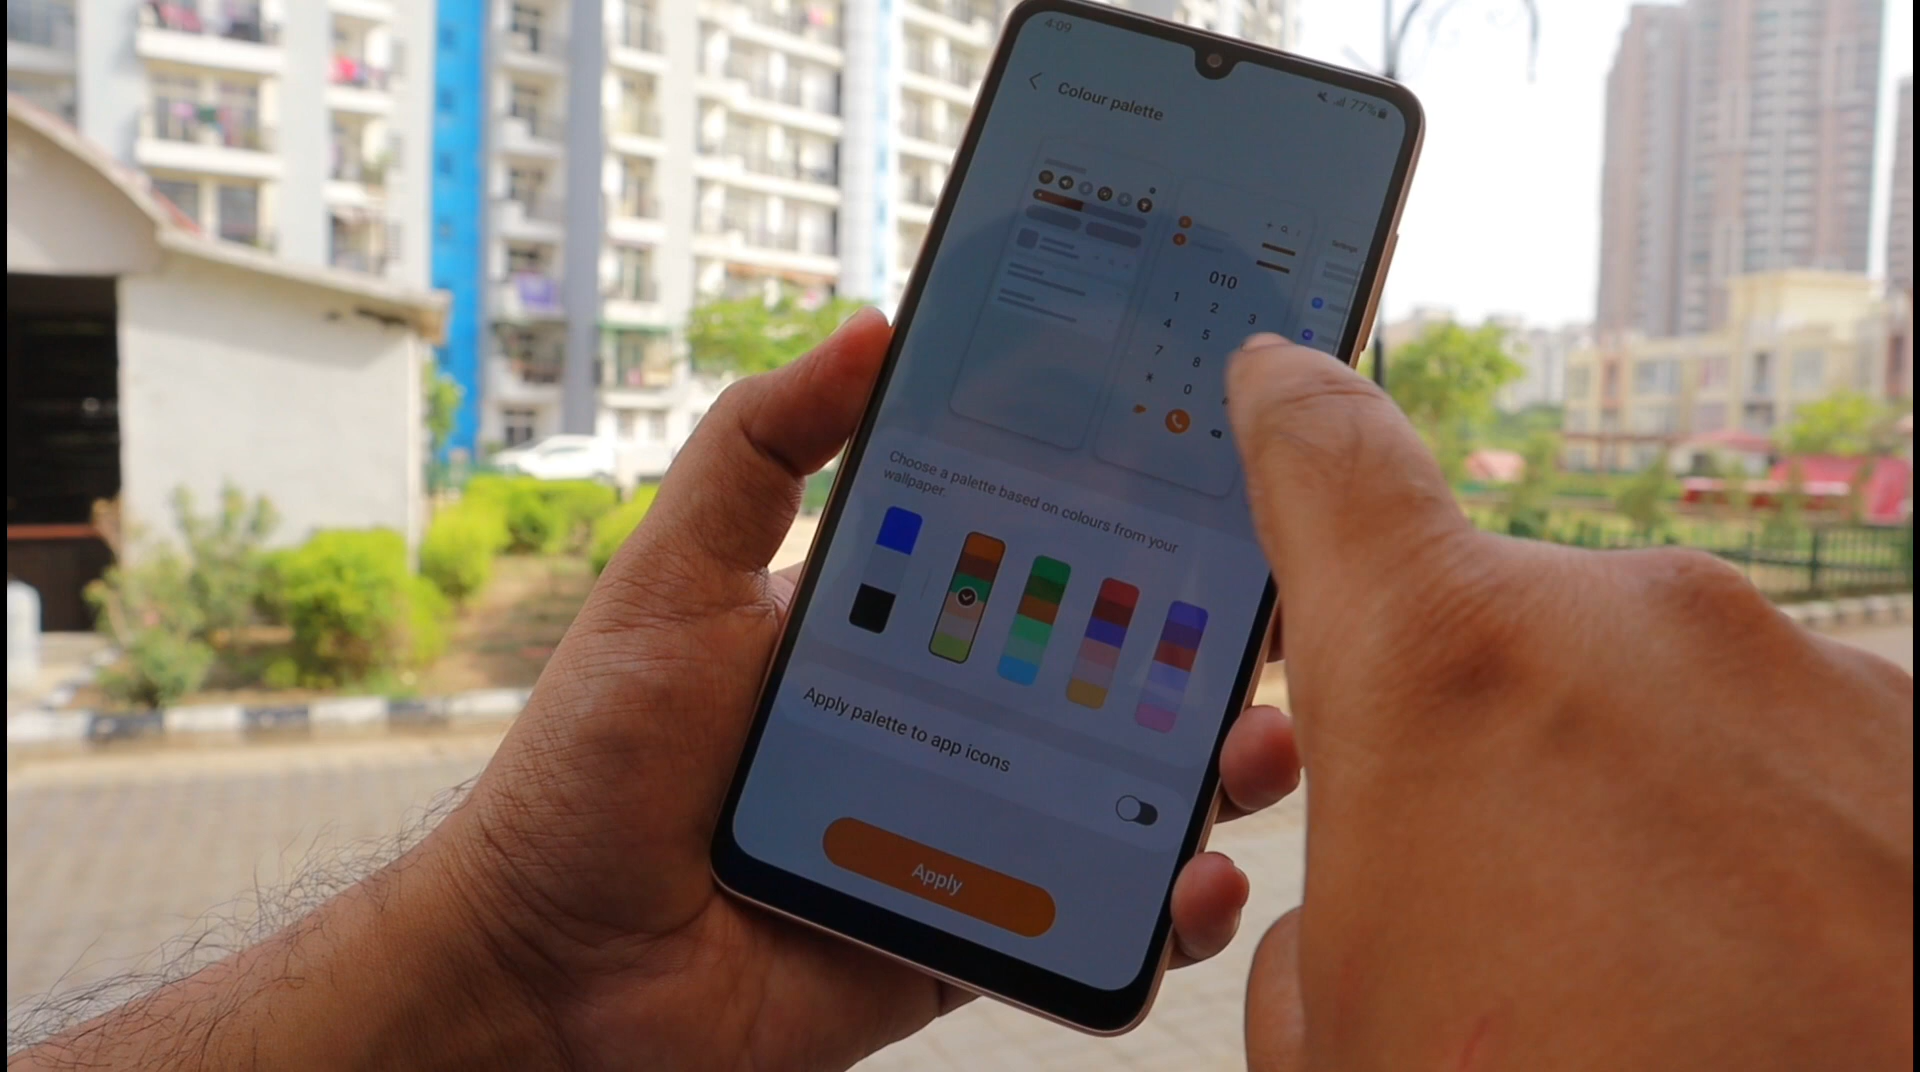 4:09
77%
Colour palette
Settings
010
1 2 3
4 5
7 8
* 0 #
Choose a palette based on colours from your
wallpaper.
Apply palette to app icons
Apply